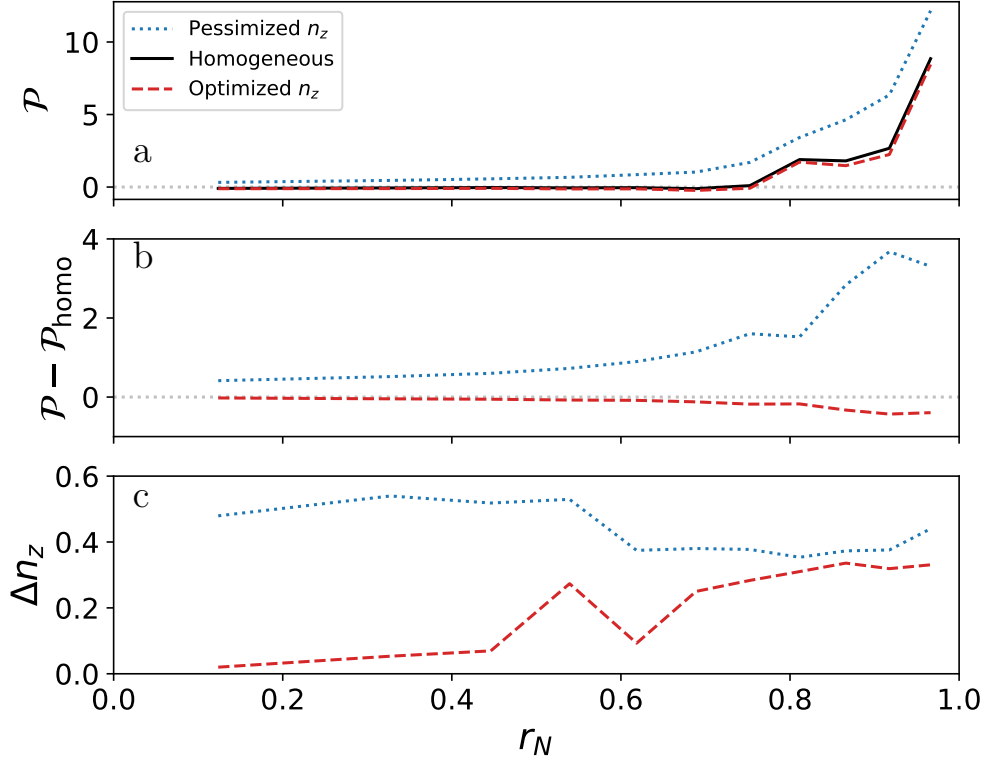 10
5
0
𝒫
Pessimized n_z
Homogeneous
Optimized n_z
a
4
2
0
𝒫 − 𝒫_homo
b
0.6
0.4
0.2
0.0
Δn_z
c
0.0 0.2 0.4 0.6 0.8 1.0
r_N